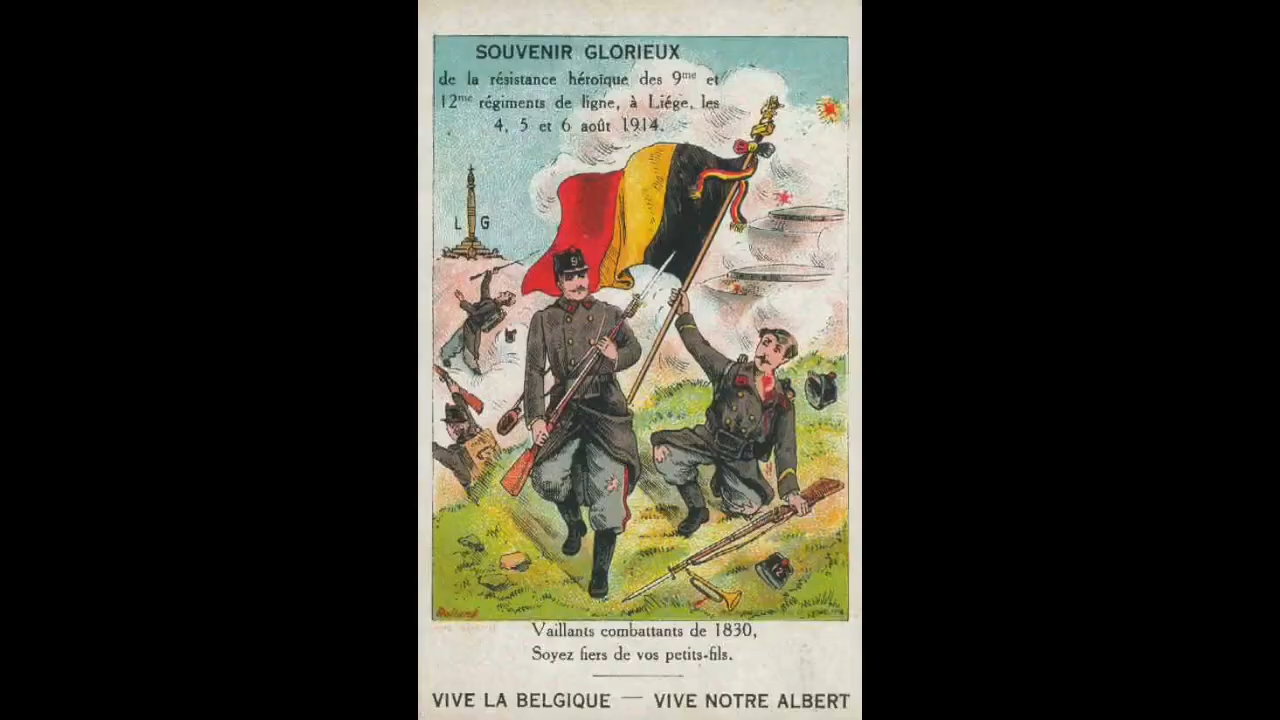 SOUVENIR GLORIEUX
de la résistance héroïque des 9me et
12me régiments de ligne, à Liége, les
4, 5 et 6 août 1914.
L G
9
12
Vaillants combattants de 1830,
Soyez fiers de vos petits-fils.
VIVE LA BELGIQUE — VIVE NOTRE ALBERT